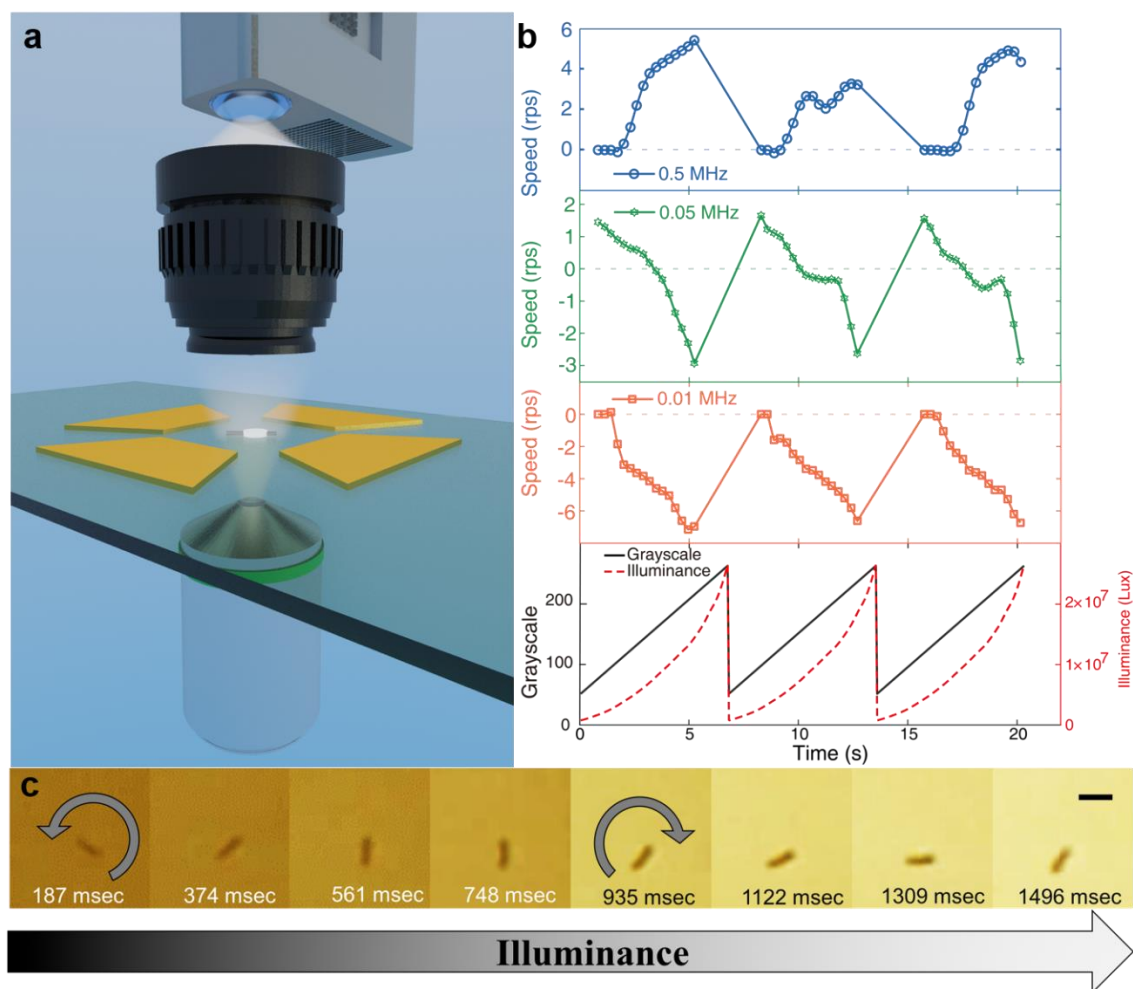 a
b
6
4
2
0
Speed (rps)
0.5 MHz
2
1
0
-1
-2
-3
Speed (rps)
0.05 MHz
0
-2
-4
-6
Speed (rps)
0.01 MHz
Grayscale
Illuminance
200
100
0
Grayscale
2×10⁷
1×10⁷
0
Illuminance (Lux)
0 5 10 15 20
Time (s)
c
187 msec 374 msec 561 msec 748 msec 935 msec 1122 msec 1309 msec 1496 msec
Illuminance